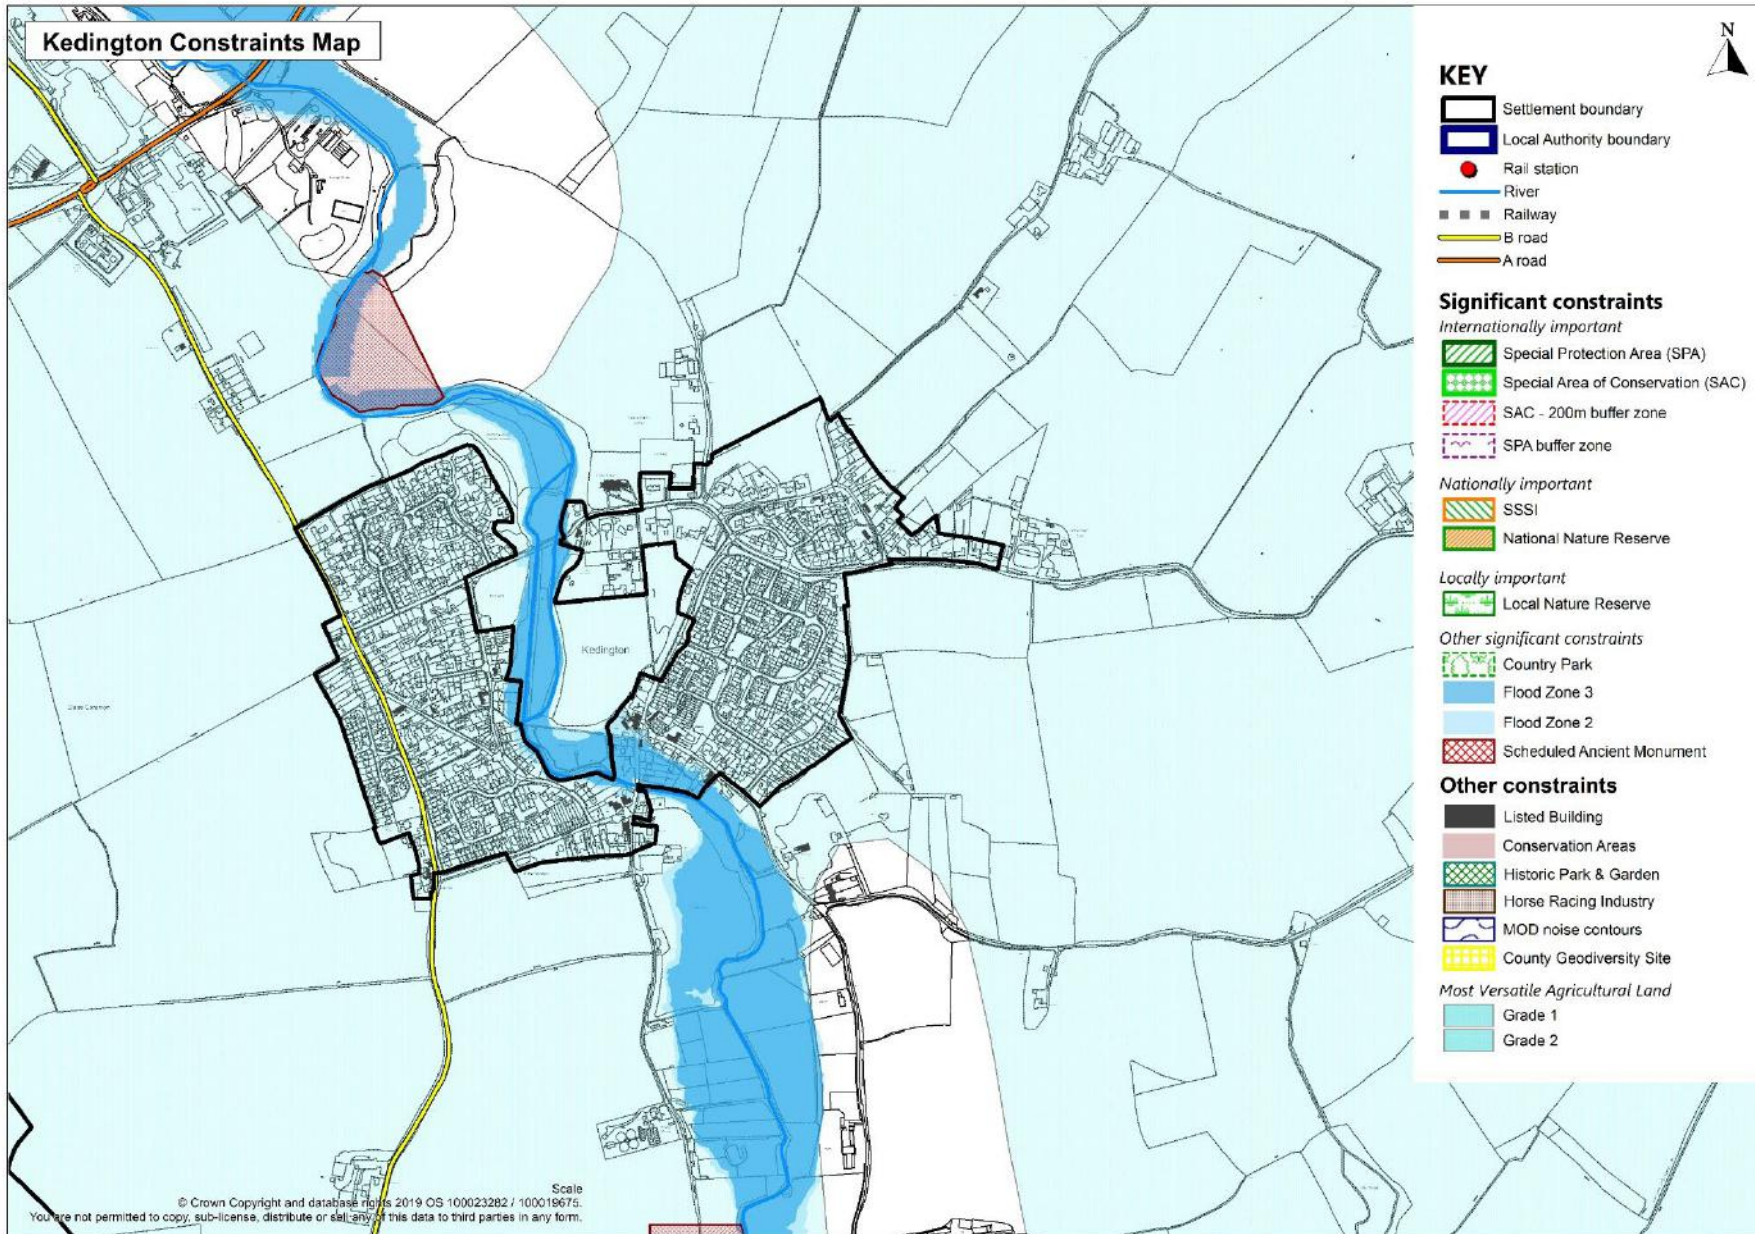 Kedington Constraints Map
N
KEY
Settlement boundary
Local Authority boundary
Rail station
River
Railway
B road
A road
Significant constraints
Internationally important
Special Protection Area (SPA)
Special Area of Conservation (SAC)
SAC - 200m buffer zone
SPA buffer zone
Nationally important
SSSI
National Nature Reserve
Locally important
Local Nature Reserve
Other significant constraints
Country Park
Flood Zone 3
Flood Zone 2
Scheduled Ancient Monument
Other constraints
Listed Building
Conservation Areas
Historic Park & Garden
Horse Racing Industry
MOD noise contours
County Geodiversity Site
Most Versatile Agricultural Land
Grade 1
Grade 2
Kedington
Scale
© Crown Copyright and database rights 2019 OS 100023282 / 100019675.
You are not permitted to copy, sub-license, distribute or sell any of this data to third parties in any form.